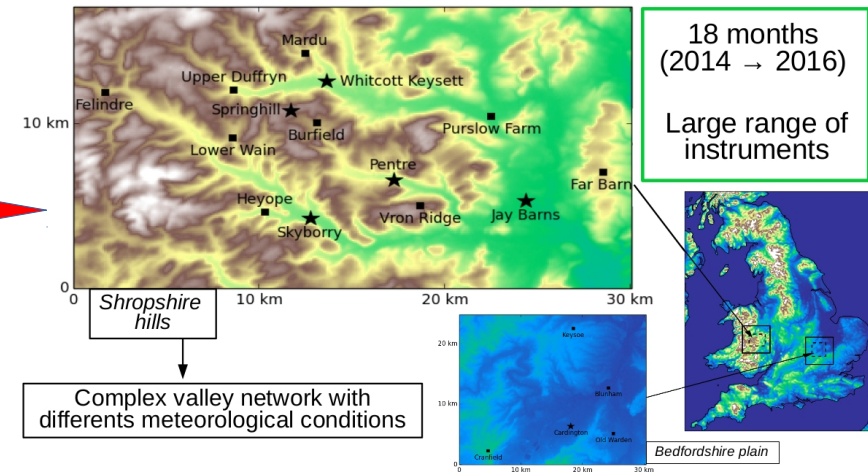 Mardu
Upper Duffryn
Whitcott Keysett
Felindre
Springhill
10 km
Burfield
Purslow Farm
Lower Wain
Pentre
Far Barn
Heyope
Vron Ridge
Jay Barns
Skyborry
0
0
10 km
20 km
30 km
18 months
(2014 → 2016)
Large range of
instruments
Shropshire
hills
Complex valley network with
differents meteorological conditions
Keysoe
20 km
Blunham
10 km
Cardington
Old Warden
Cranfield
0
0
10 km
20 km
30 km
Bedfordshire plain